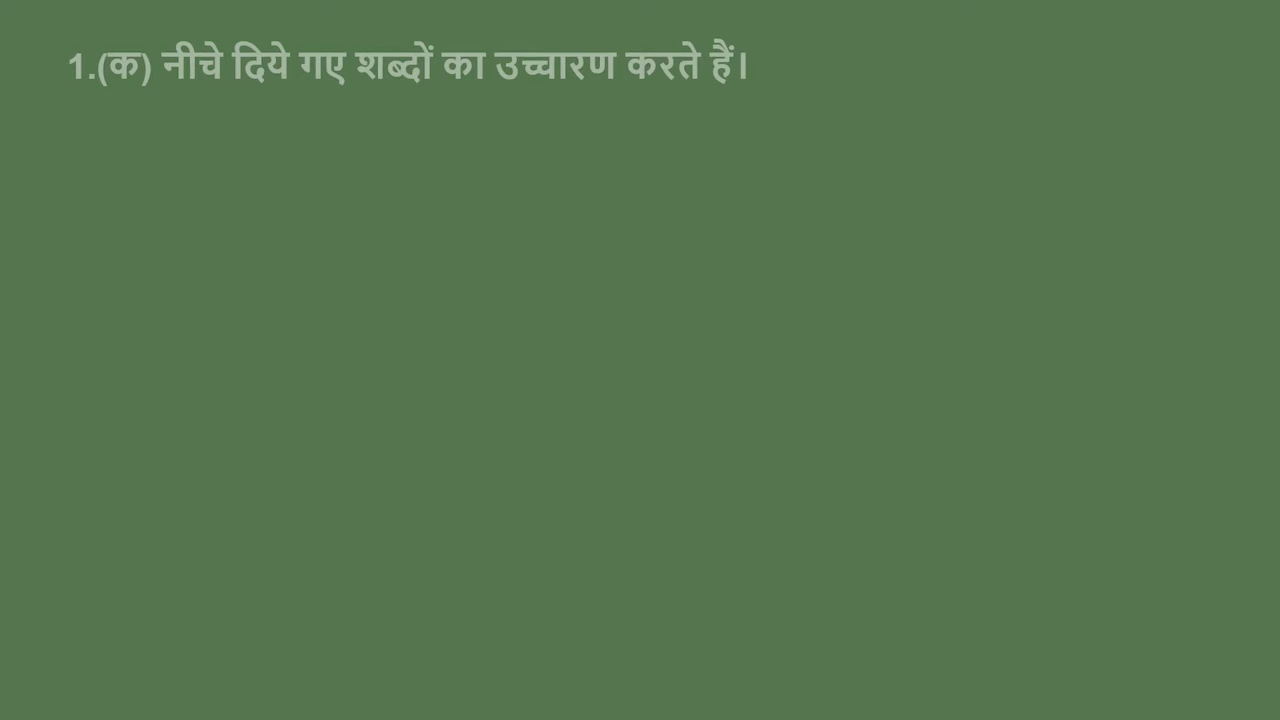 1.(क) नीचे दिये गए शब्दों का उच्चारण करते हैं।